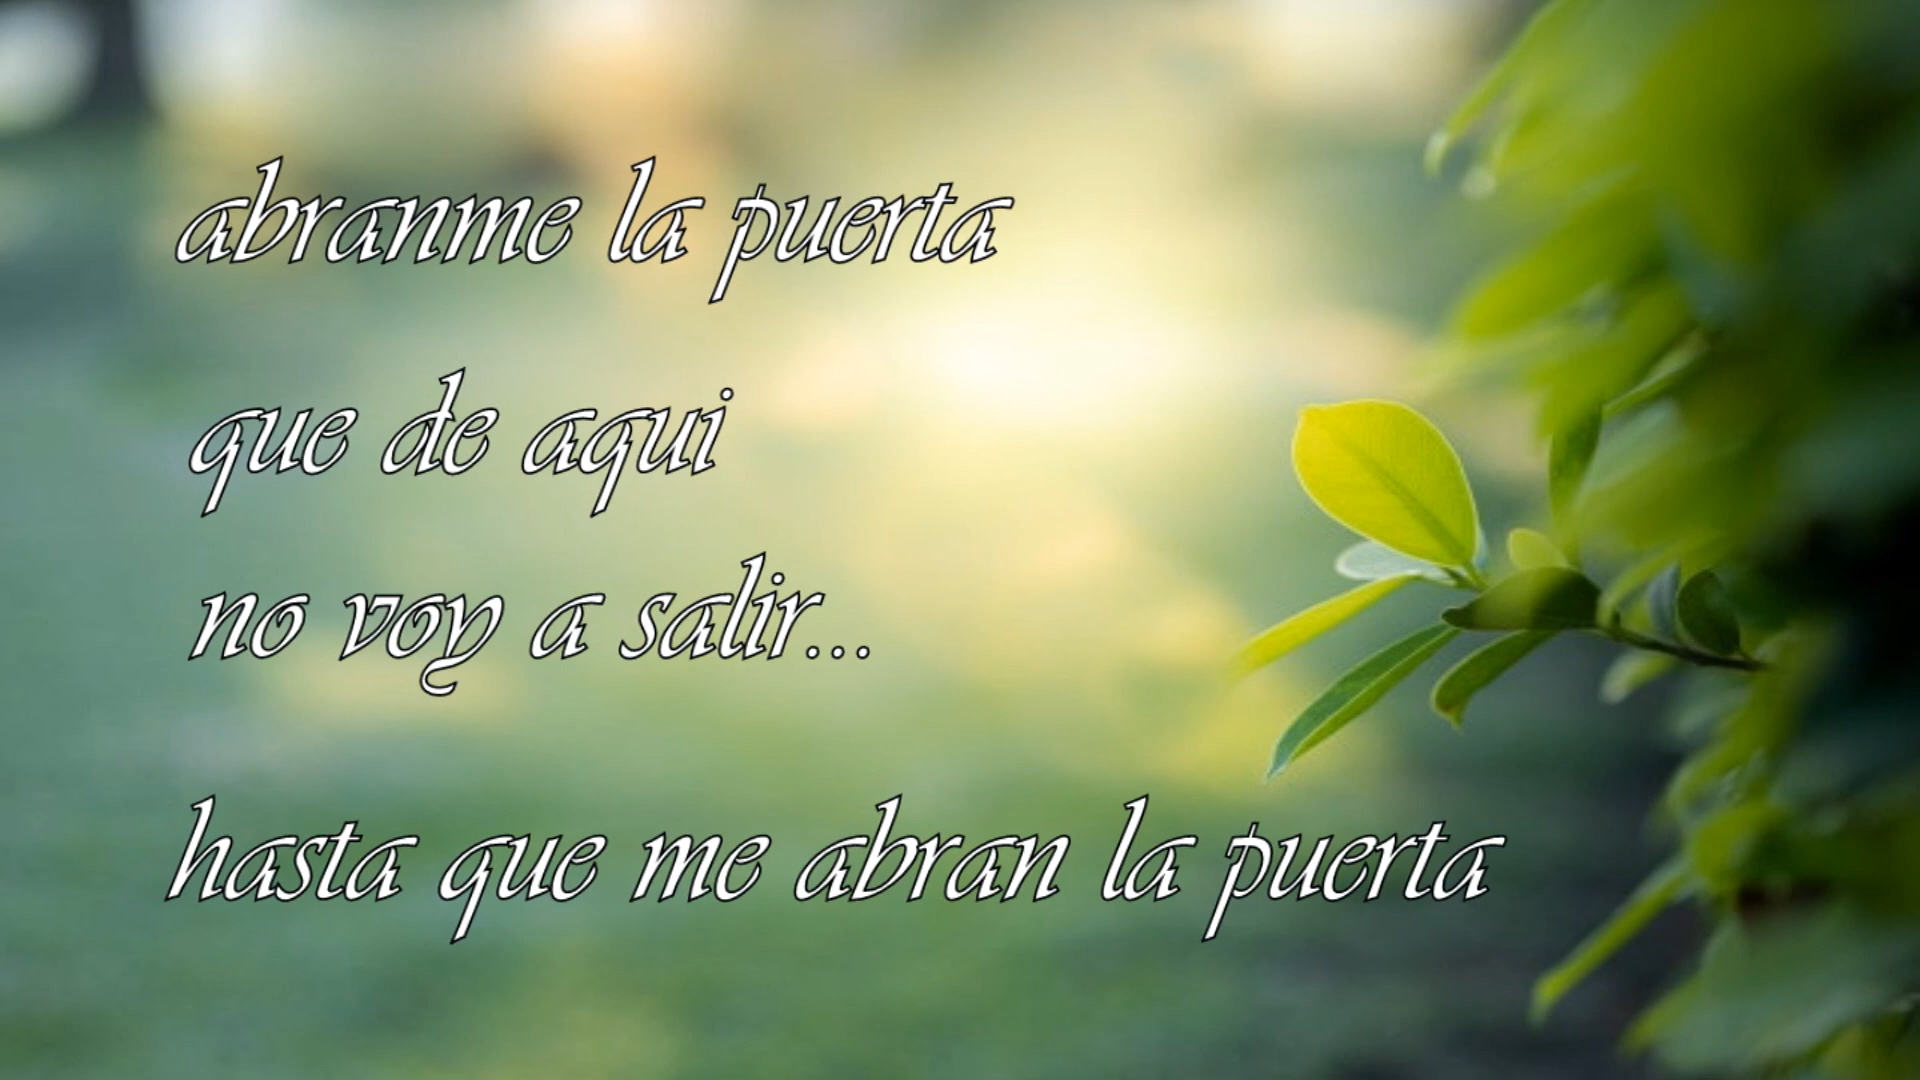 abranme la puerta
que de aqui
no voy a salir...
hasta que me abran la puerta